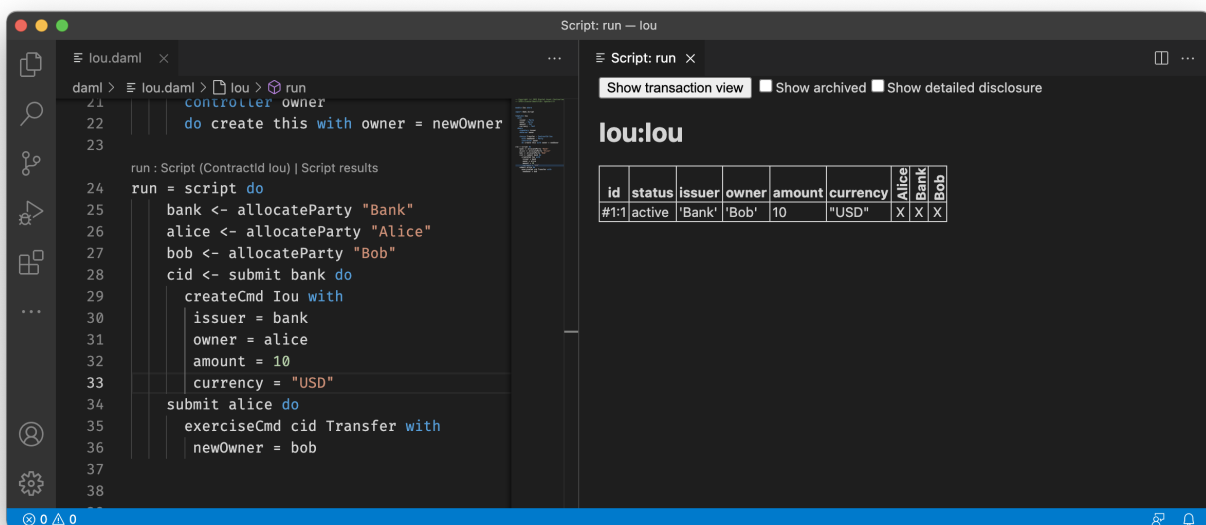 Script: run — Iou
Iou.daml
daml > Iou.daml > Iou > run
21 controller owner
22 do create this with owner = newOwner
23
run : Script (ContractId Iou) | Script results
24 run = script do
25 bank <- allocateParty "Bank"
26 alice <- allocateParty "Alice"
27 bob <- allocateParty "Bob"
28 cid <- submit bank do
29 createCmd Iou with
30 issuer = bank
31 owner = alice
32 amount = 10
33 currency = "USD"
34 submit alice do
35 exerciseCmd cid Transfer with
36 newOwner = bob
37
38
0 0
Script: run
Show transaction view Show archived Show detailed disclosure
Iou:Iou
id status issuer owner amount currency Alice Bank Bob
#1:1 active 'Bank' 'Bob' 10 "USD" X X X